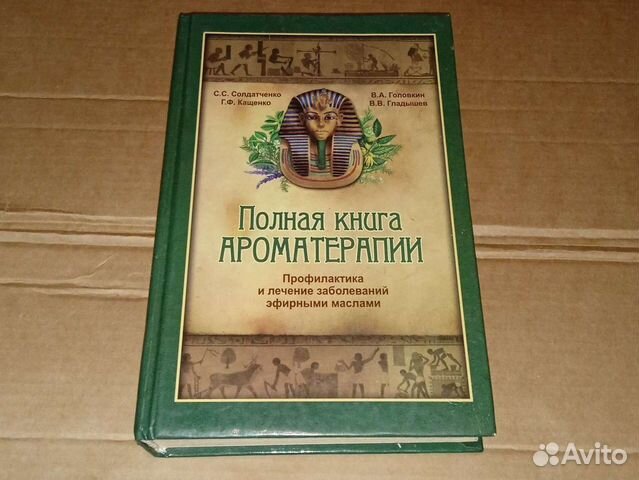 С.С. Солдатченко
Г.Ф. Кащенко
В.А. Головкин
В.В. Гладышев
Полная книга
АРОМАТЕРАПИИ
Профилактика
и лечение заболеваний
эфирными маслами
Avito